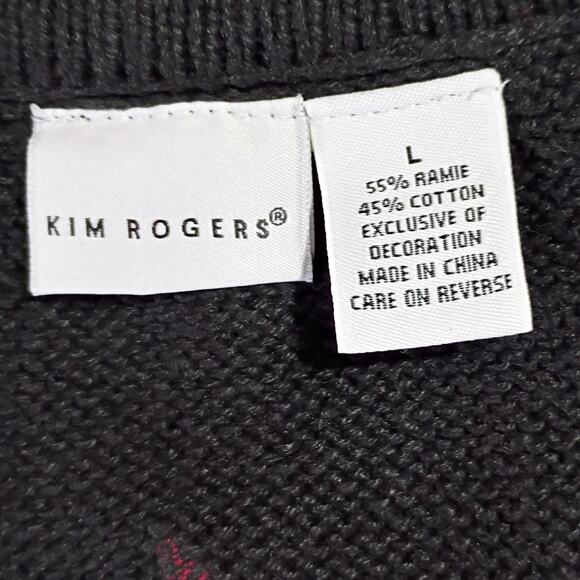 KIM ROGERS®
L
55% RAMIE
45% COTTON
EXCLUSIVE OF
DECORATION
MADE IN CHINA
CARE ON REVERSE